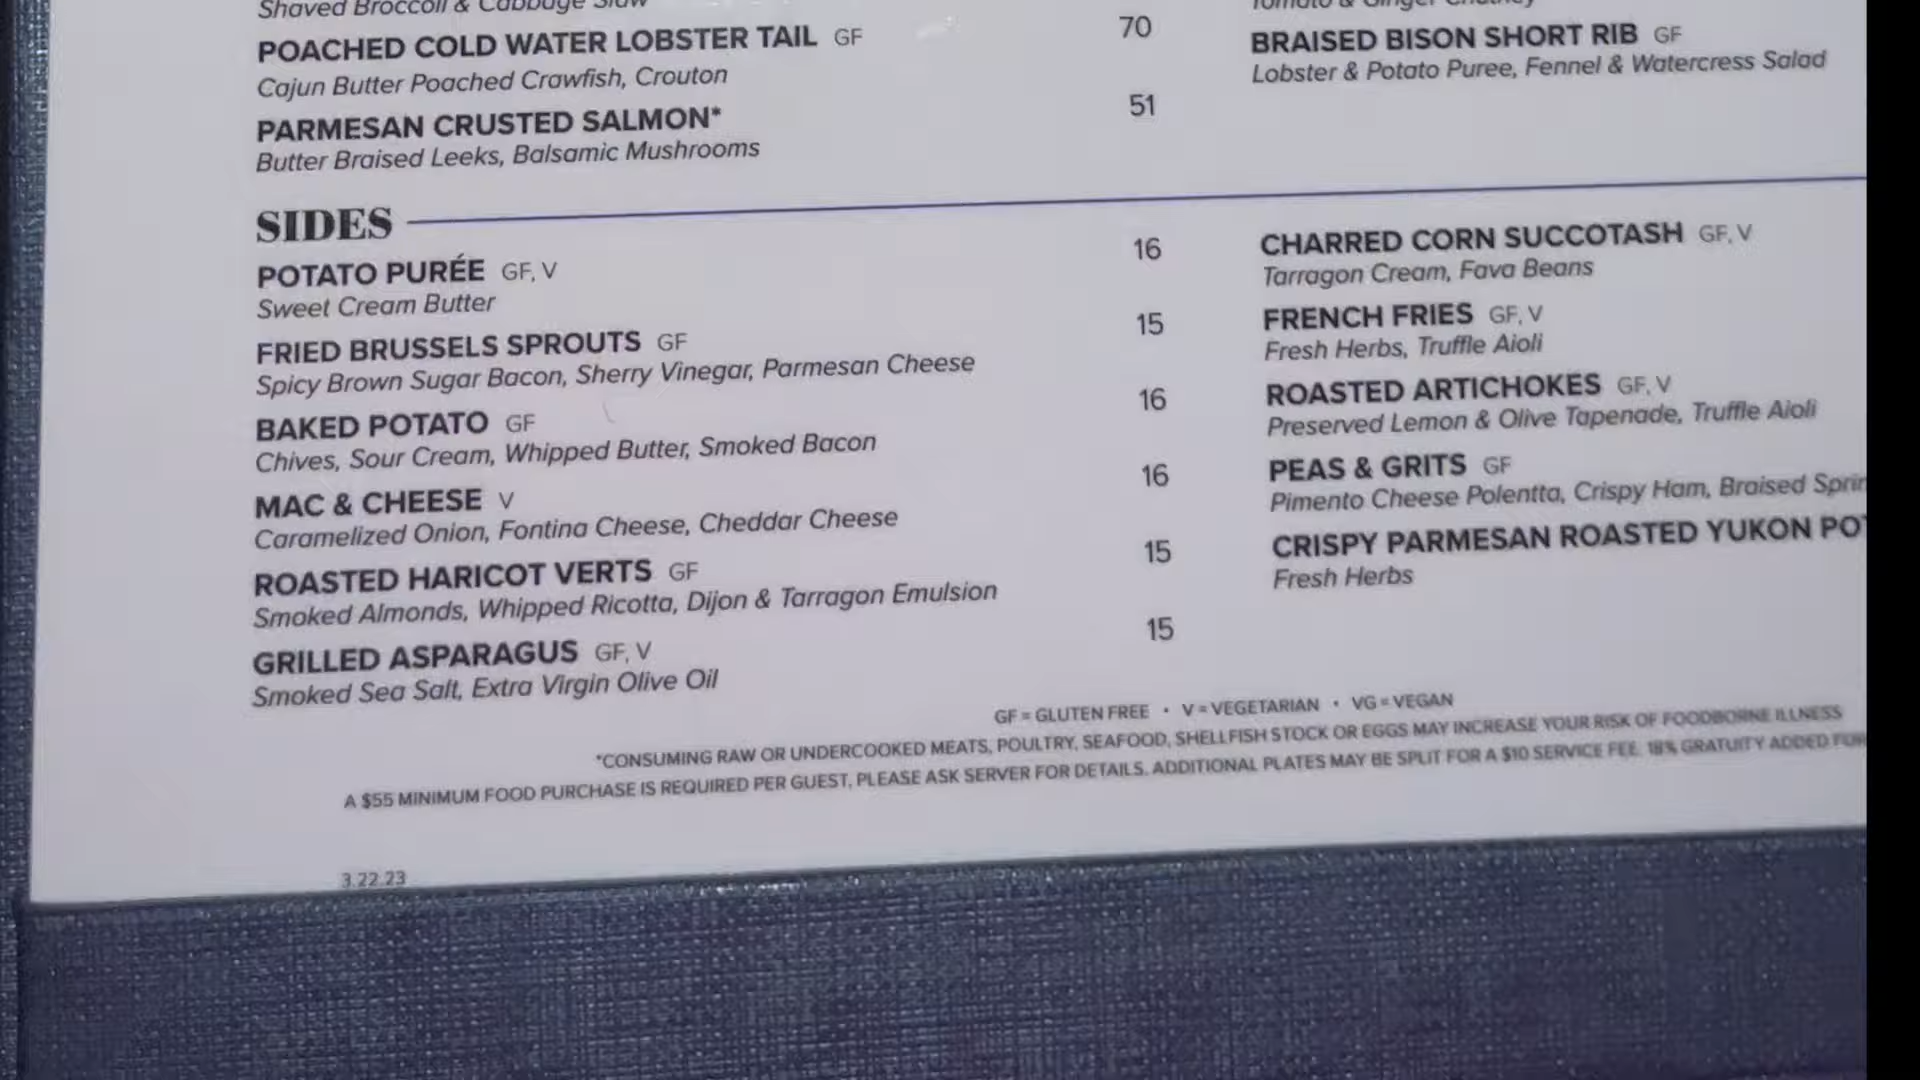 Shaved Broccoli & Cabbage Slaw
POACHED COLD WATER LOBSTER TAIL GF 70
Cajun Butter Poached Crawfish, Crouton
PARMESAN CRUSTED SALMON* 51
Butter Braised Leeks, Balsamic Mushrooms
Tomato & Ginger Chutney
BRAISED BISON SHORT RIB GF
Lobster & Potato Puree, Fennel & Watercress Salad
SIDES
POTATO PURÉE GF, V 16
Sweet Cream Butter
FRIED BRUSSELS SPROUTS GF 15
Spicy Brown Sugar Bacon, Sherry Vinegar, Parmesan Cheese
BAKED POTATO GF 16
Chives, Sour Cream, Whipped Butter, Smoked Bacon
MAC & CHEESE V 16
Caramelized Onion, Fontina Cheese, Cheddar Cheese
ROASTED HARICOT VERTS GF 15
Smoked Almonds, Whipped Ricotta, Dijon & Tarragon Emulsion
GRILLED ASPARAGUS GF, V 15
Smoked Sea Salt, Extra Virgin Olive Oil
CHARRED CORN SUCCOTASH GF, V
Tarragon Cream, Fava Beans
FRENCH FRIES GF, V
Fresh Herbs, Truffle Aioli
ROASTED ARTICHOKES GF, V
Preserved Lemon & Olive Tapenade, Truffle Aioli
PEAS & GRITS GF
Pimento Cheese Polentta, Crispy Ham, Braised
CRISPY PARMESAN ROASTED YUKON
Fresh Herbs
GF = GLUTEN FREE • V = VEGETARIAN • VG = VEGAN
*CONSUMING RAW OR UNDERCOOKED MEATS, POULTRY, SEAFOOD, SHELLFISH STOCK OR EGGS MAY INCREASE YOUR RISK OF FOODBORNE ILLNESS
A $55 MINIMUM FOOD PURCHASE IS REQUIRED PER GUEST, PLEASE ASK SERVER FOR DETAILS. ADDITIONAL PLATES MAY BE SPLIT FOR A $10 SERVICE FEE. 18% GRATUITY ADDED FOR
3.22.23